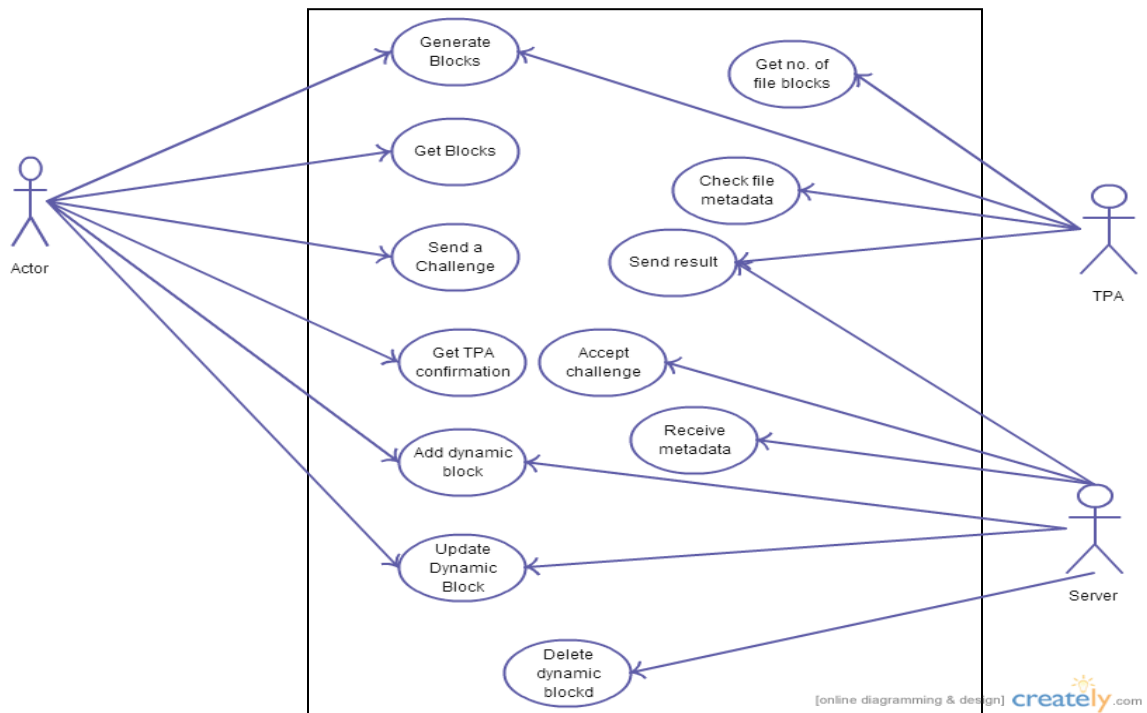 Generate
Blocks
Get no. of
file blocks
Get Blocks
Check file
metadata
Actor
Send a
Challenge
Send result
TPA
Get TPA
confirmation
Accept
challenge
Add dynamic
block
Receive
metadata
Update
Dynamic
Block
Server
Delete
dynamic
blockd
[online diagramming & design] creately.com